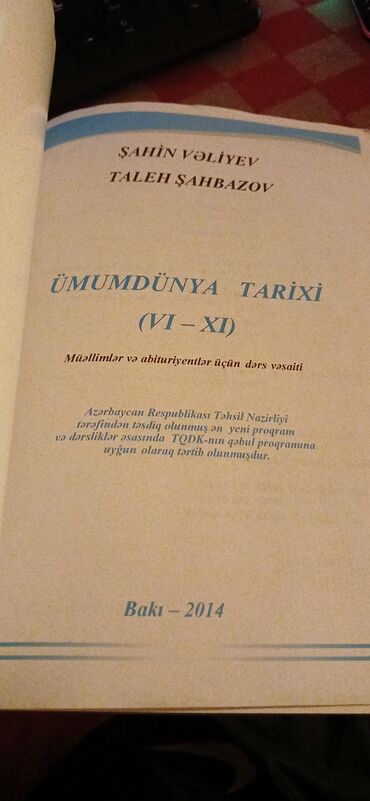 ŞAHİN VƏLİYEV
TALEH ŞAHBAZOV
ÜMUMDÜNYA TARİXİ
(VI – XI)
Müəllimlər və abituriyentlər üçün dərs vəsaiti
Azərbaycan Respublikası Təhsil Nazirliyi
tərəfindən təsdiq olunmuş ən yeni proqram
və dərsliklər əsasında TQDK-nın qəbul proqramına
uyğun olaraq tərtib olunmuşdur.
Bakı – 2014